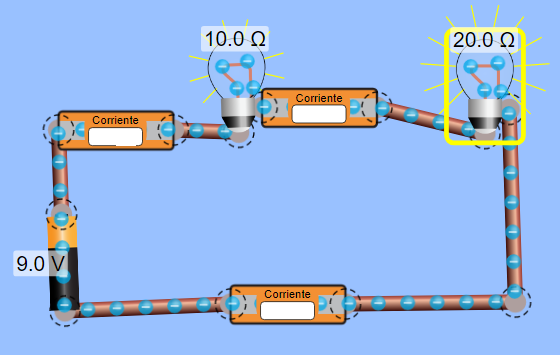 10.0 Ω
20.0 Ω
Corriente
Corriente
9.0 V
Corriente